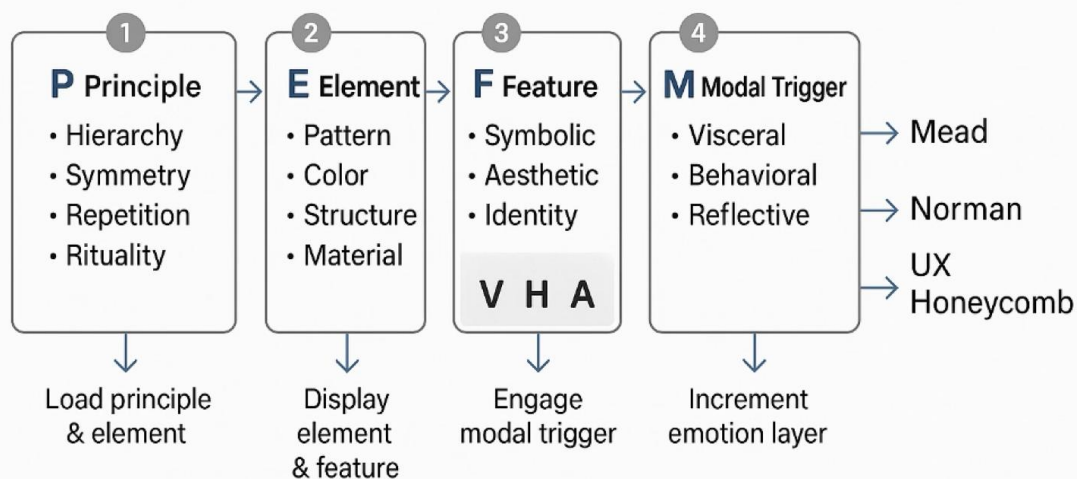 1
P Principle
• Hierarchy
• Symmetry
• Repetition
• Rituality
Load principle
& element
2
E Element
• Pattern
• Color
• Structure
• Material
Display
element
& feature
3
F Feature
• Symbolic
• Aesthetic
• Identity
V H A
Engage
modal trigger
4
M Modal Trigger
• Visceral
• Behavioral
• Reflective
Increment
emotion layer
Mead
Norman
UX
Honeycomb